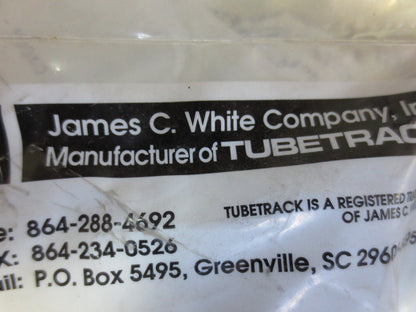 James C. White Company,
Manufacturer of TUBETRAC
TUBETRACK IS A REGISTERED
OF JAMES C.
864-288-4692
864-234-0526
P.O. Box 5495, Greenville, SC 2960